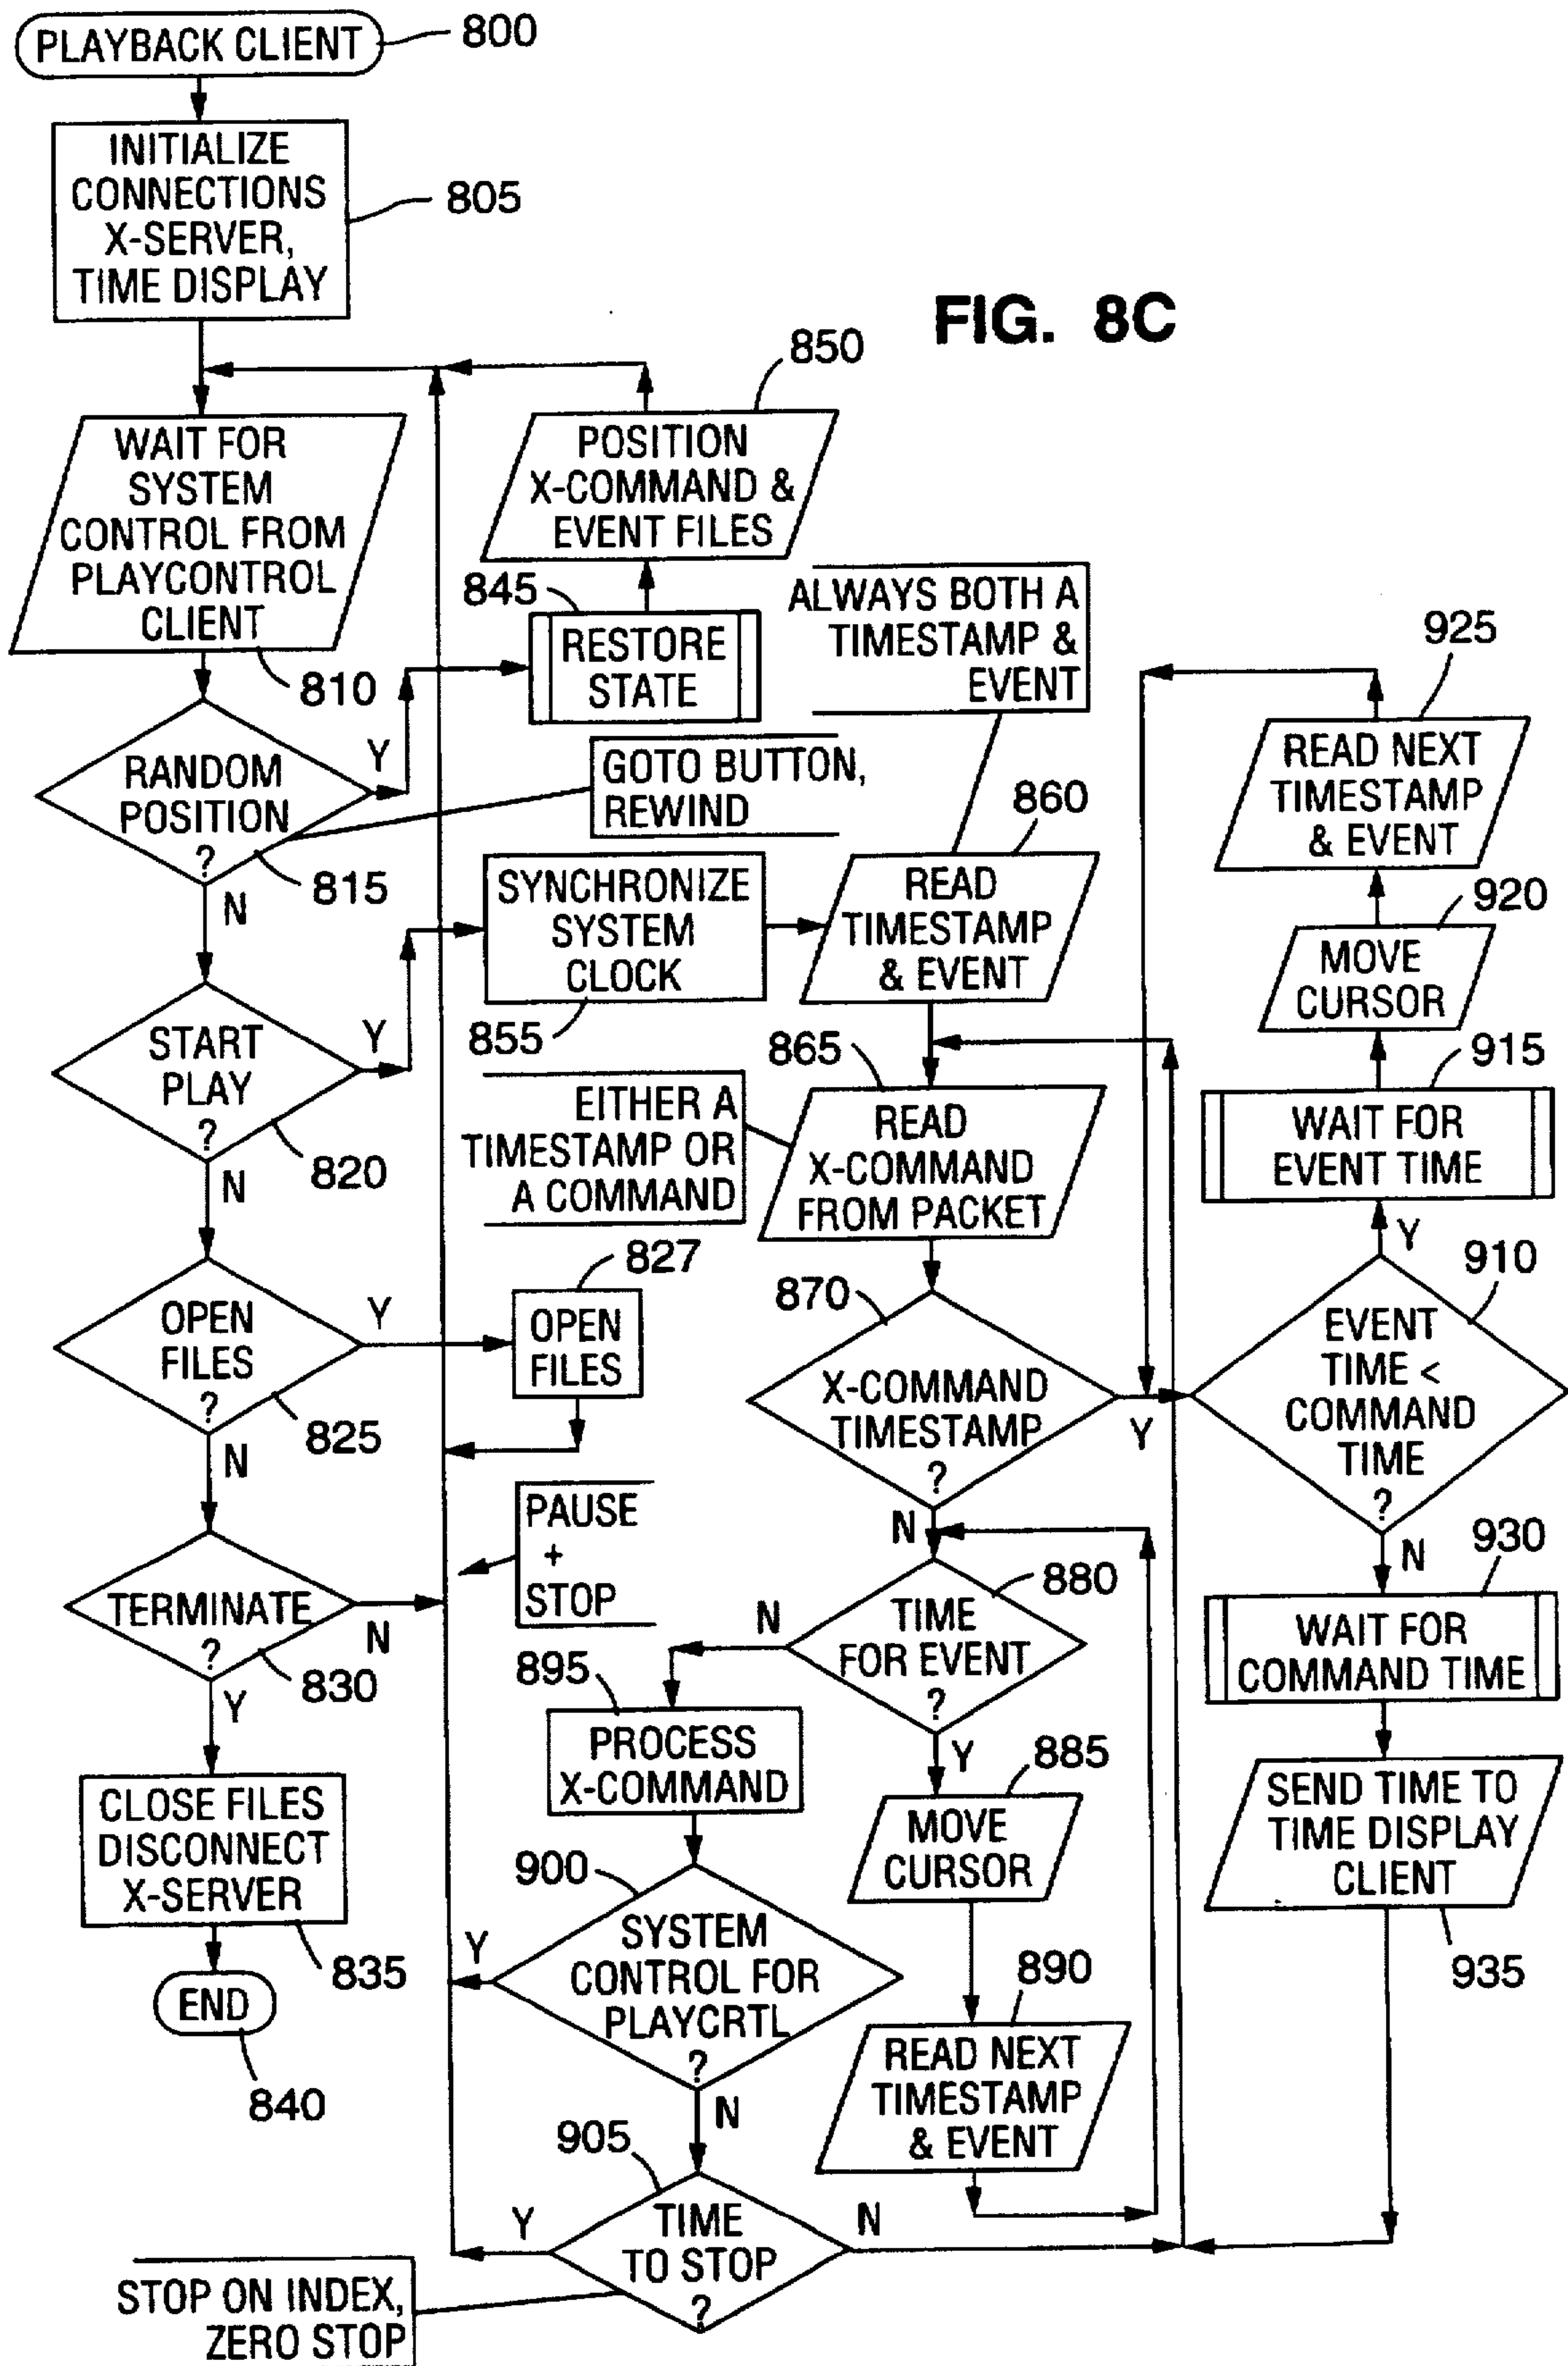 PLAYBACK CLIENT
800
INITIALIZE
CONNECTIONS
X-SERVER,
TIME DISPLAY
805
FIG. 8C
WAIT FOR
SYSTEM
CONTROL FROM
PLAYCONTROL
CLIENT
810
850
POSITION
X-COMMAND &
EVENT FILES
845
RESTORE
STATE
ALWAYS BOTH A
TIMESTAMP &
EVENT
RANDOM
POSITION
?
815
Y
N
GOTO BUTTON,
REWIND
SYNCHRONIZE
SYSTEM
CLOCK
855
860
READ
TIMESTAMP
& EVENT
START
PLAY
?
820
Y
N
865
EITHER A
TIMESTAMP OR
A COMMAND
READ
X-COMMAND
FROM PACKET
OPEN
FILES
?
825
Y
N
827
OPEN
FILES
870
X-COMMAND
TIMESTAMP
?
Y
N
TERMINATE
?
830
N
Y
PAUSE
+
STOP
880
TIME
FOR EVENT
?
N
Y
CLOSE FILES
DISCONNECT
X-SERVER
835
END
840
895
PROCESS
X-COMMAND
885
MOVE
CURSOR
900
SYSTEM
CONTROL FOR
PLAYCRTL
?
Y
N
890
READ NEXT
TIMESTAMP
& EVENT
905
TIME
TO STOP
?
Y
N
STOP ON INDEX,
ZERO STOP
925
READ NEXT
TIMESTAMP
& EVENT
920
MOVE
CURSOR
915
WAIT FOR
EVENT TIME
Y
910
EVENT
TIME <
COMMAND
TIME
?
N
930
WAIT FOR
COMMAND TIME
SEND TIME TO
TIME DISPLAY
CLIENT
935